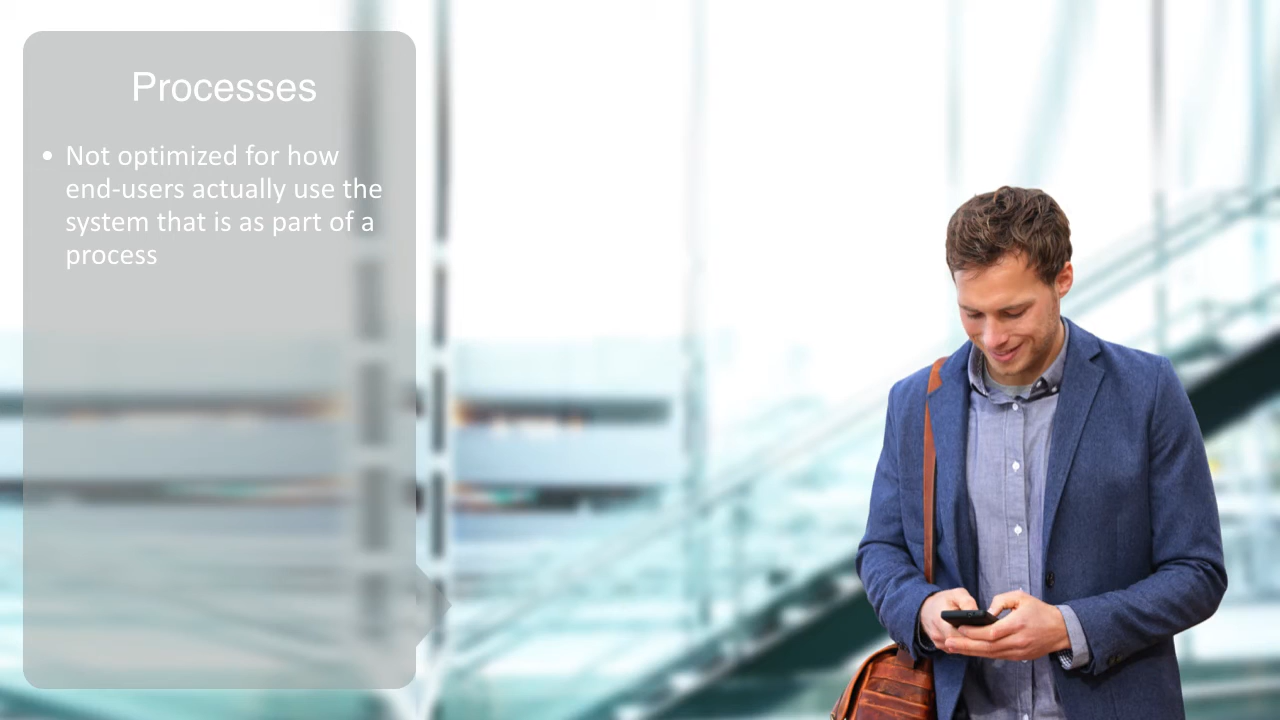 Processes
• Not optimized for how
end-users actually use the
system that is as part of a
process